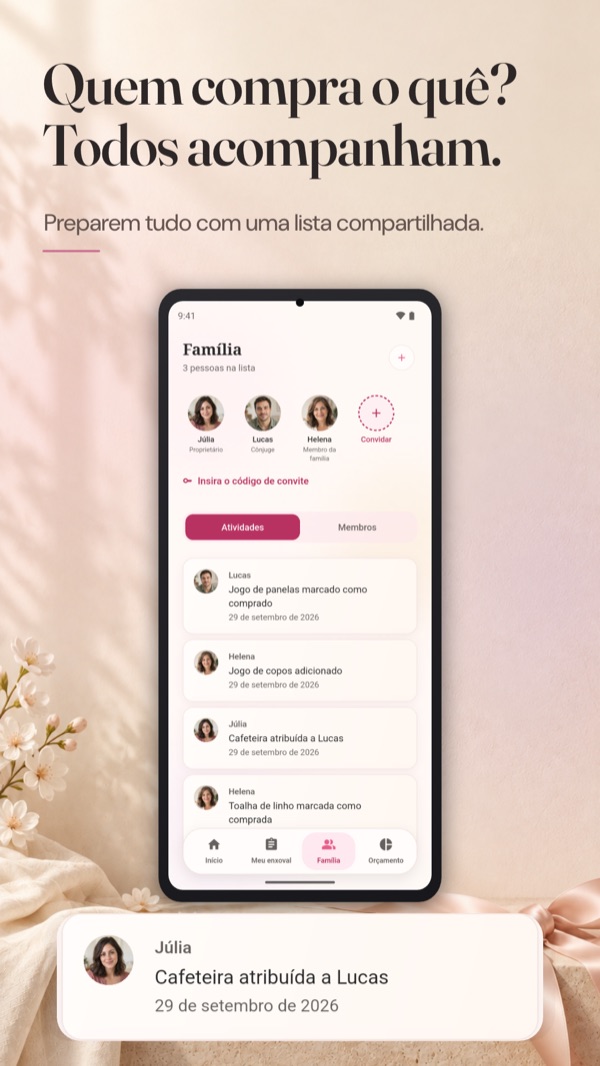 Quem compra o quê?
Todos acompanham.
Preparem tudo com uma lista compartilhada.
9:41
Família
3 pessoas na lista
+
+
Júlia
Proprietário
Lucas
Cônjuge
Helena
Membro da
família
Convidar
Insira o código de convite
Atividades
Membros
Lucas
Jogo de panelas marcado como
comprado
29 de setembro de 2026
Helena
Jogo de copos adicionado
29 de setembro de 2026
Júlia
Cafeteira atribuída a Lucas
29 de setembro de 2026
Helena
Toalha de linho marcada como
comprada
Início
Meu enxoval
Família
Orçamento
Júlia
Cafeteira atribuída a Lucas
29 de setembro de 2026